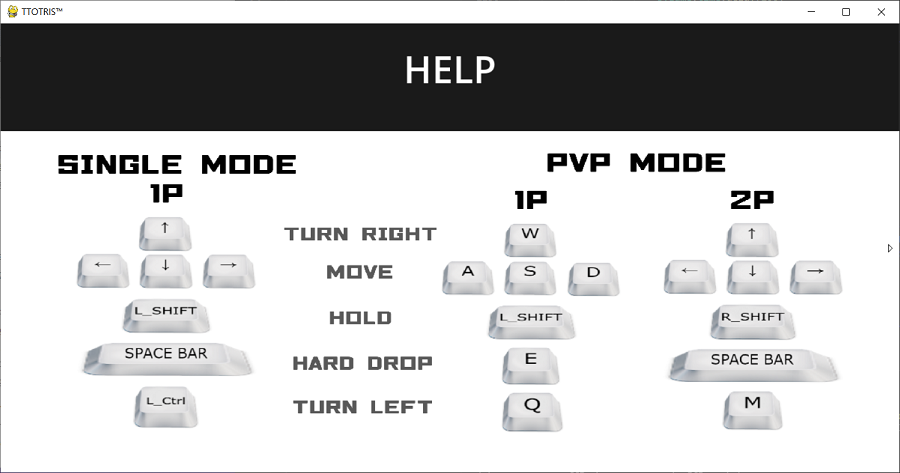 TTOTRIS™
HELP
SINGLE MODE
1P
PVP MODE
1P 2P
↑ TURN RIGHT W ↑
← ↓ → MOVE A S D ← ↓ →
L_SHIFT HOLD L_SHIFT R_SHIFT
SPACE BAR HARD DROP E SPACE BAR
L_Ctrl TURN LEFT Q M